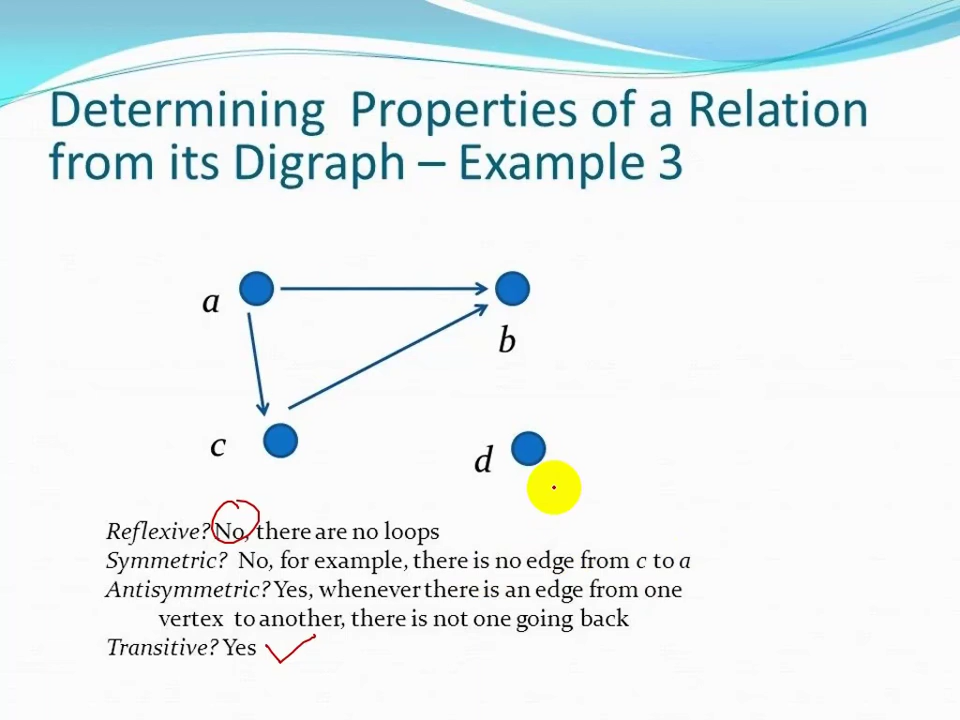 Determining Properties of a Relation
from its Digraph – Example 3
a
b
c
d
Reflexive? No, there are no loops
Symmetric? No, for example, there is no edge from c to a
Antisymmetric? Yes, whenever there is an edge from one
vertex to another, there is not one going back
Transitive? Yes